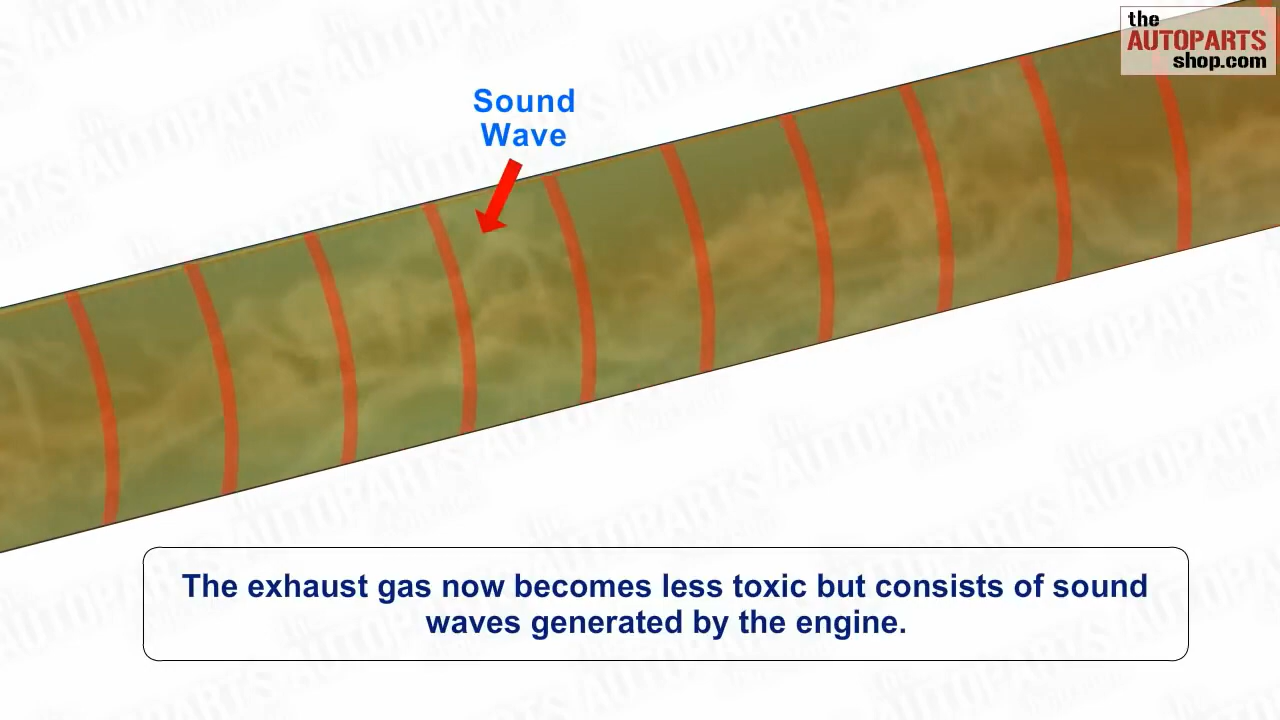 the
AUTOPARTS
shop.com
Sound
Wave
The exhaust gas now becomes less toxic but consists of sound
waves generated by the engine.